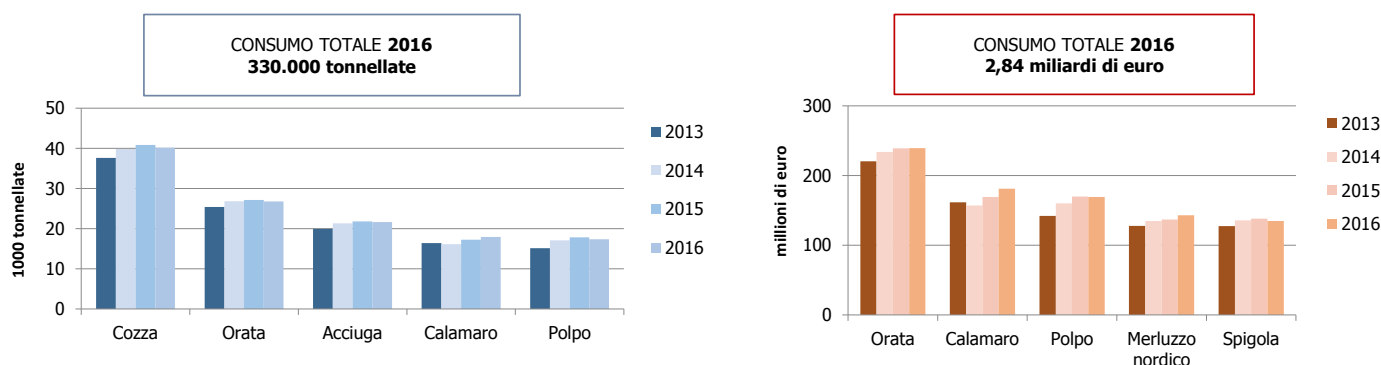 CONSUMO TOTALE 2016
330.000 tonnellate
50
40
30
20
10
0
1000 tonnellate
Cozza
Orata
Acciuga
Calamaro
Polpo
2013
2014
2015
2016
CONSUMO TOTALE 2016
2,84 miliardi di euro
300
200
100
0
millioni di euro
Orata
Calamaro
Polpo
Merluzzo
nordico
Spigola
2013
2014
2015
2016